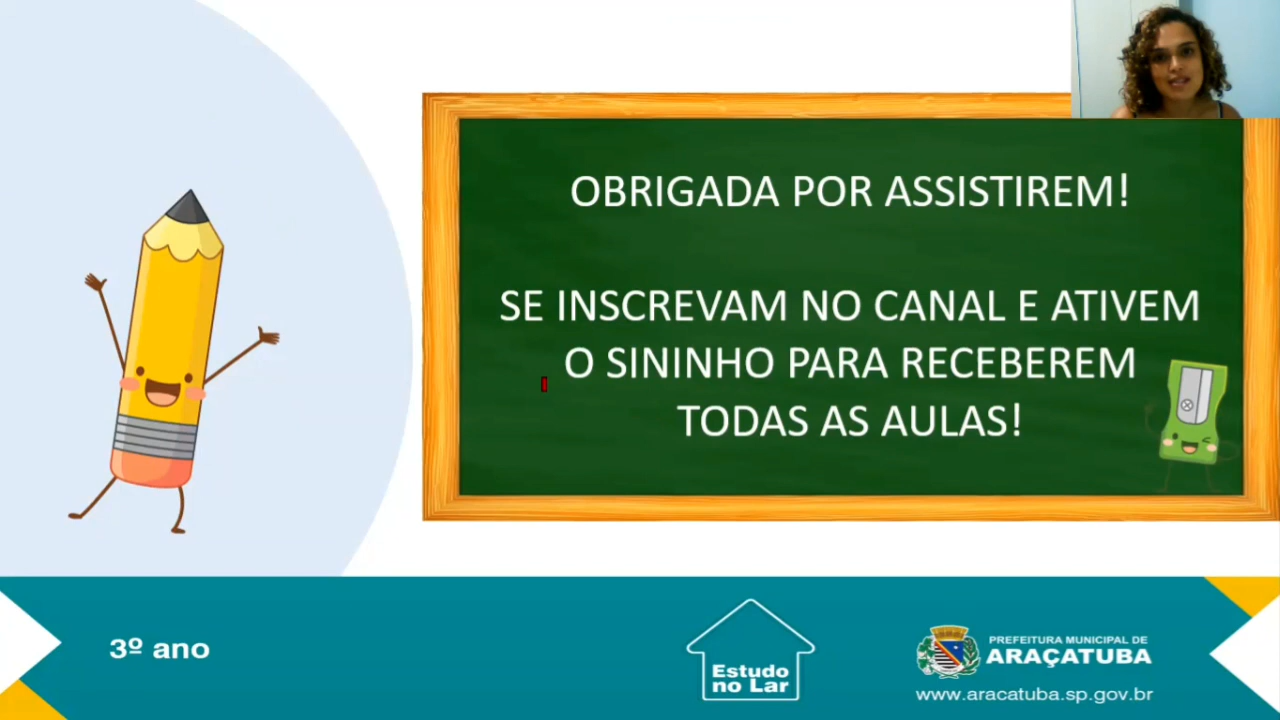 OBRIGADA POR ASSISTIREM!
SE INSCREVAM NO CANAL E ATIVEM
O SININHO PARA RECEBEREM
TODAS AS AULAS!
3º ano
Estudo
no Lar
PREFEITURA MUNICIPAL DE
ARAÇATUBA
www.aracatuba.sp.gov.br